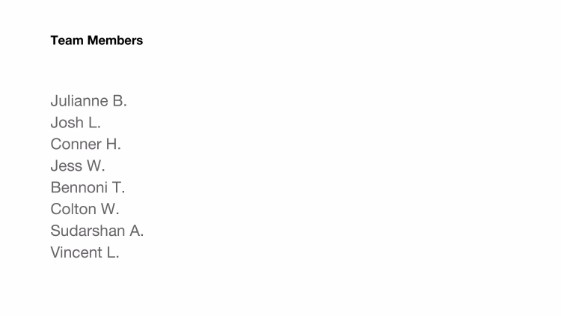 Team Members
Julianne B.
Josh L.
Conner H.
Jess W.
Bennoni T.
Colton W.
Sudarshan A.
Vincent L.